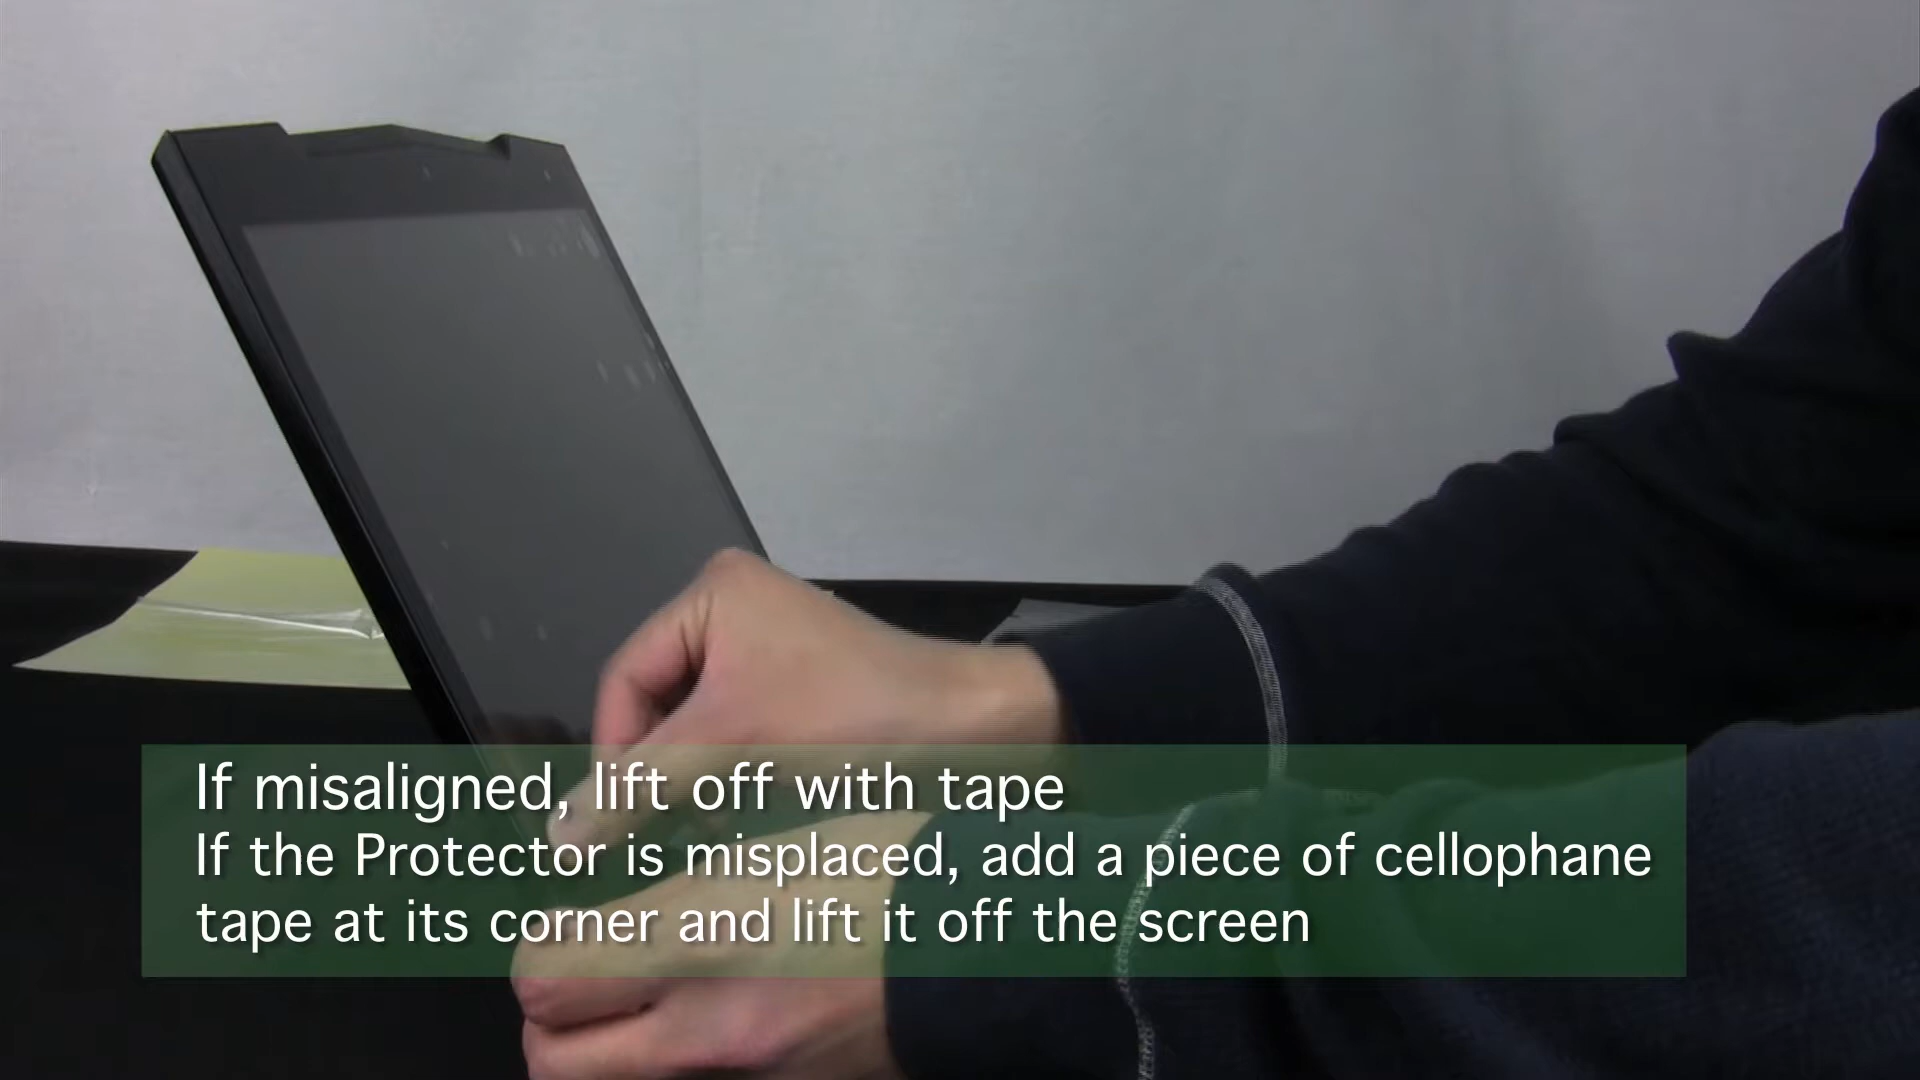 If misaligned, lift off with tape
If the Protector is misplaced, add a piece of cellophane
tape at its corner and lift it off the screen